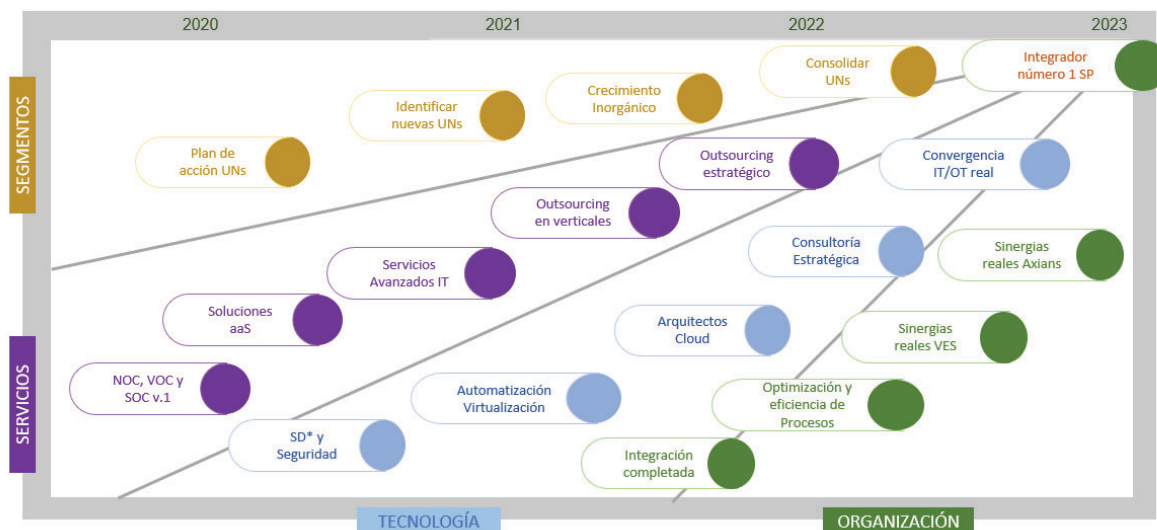 2020
2021
2022
2023
SEGMENTOS
SERVICIOS
Plan de
acción UNs
Identificar
nuevas UNs
Crecimiento
Inorgánico
Consolidar
UNs
Integrador
número 1 SP
NOC, VOC y
SOC v.1
Soluciones
aaS
Servicios
Avanzados IT
Outsourcing
en verticales
Outsourcing
estratégico
SD* y
Seguridad
Automatización
Virtualización
Arquitectos
Cloud
Consultoría
Estratégica
Convergencia
IT/OT real
Integración
completada
Optimización y
eficiencia de
Procesos
Sinergias
reales VES
Sinergias
reales Axians
TECNOLOGÍA
ORGANIZACIÓN